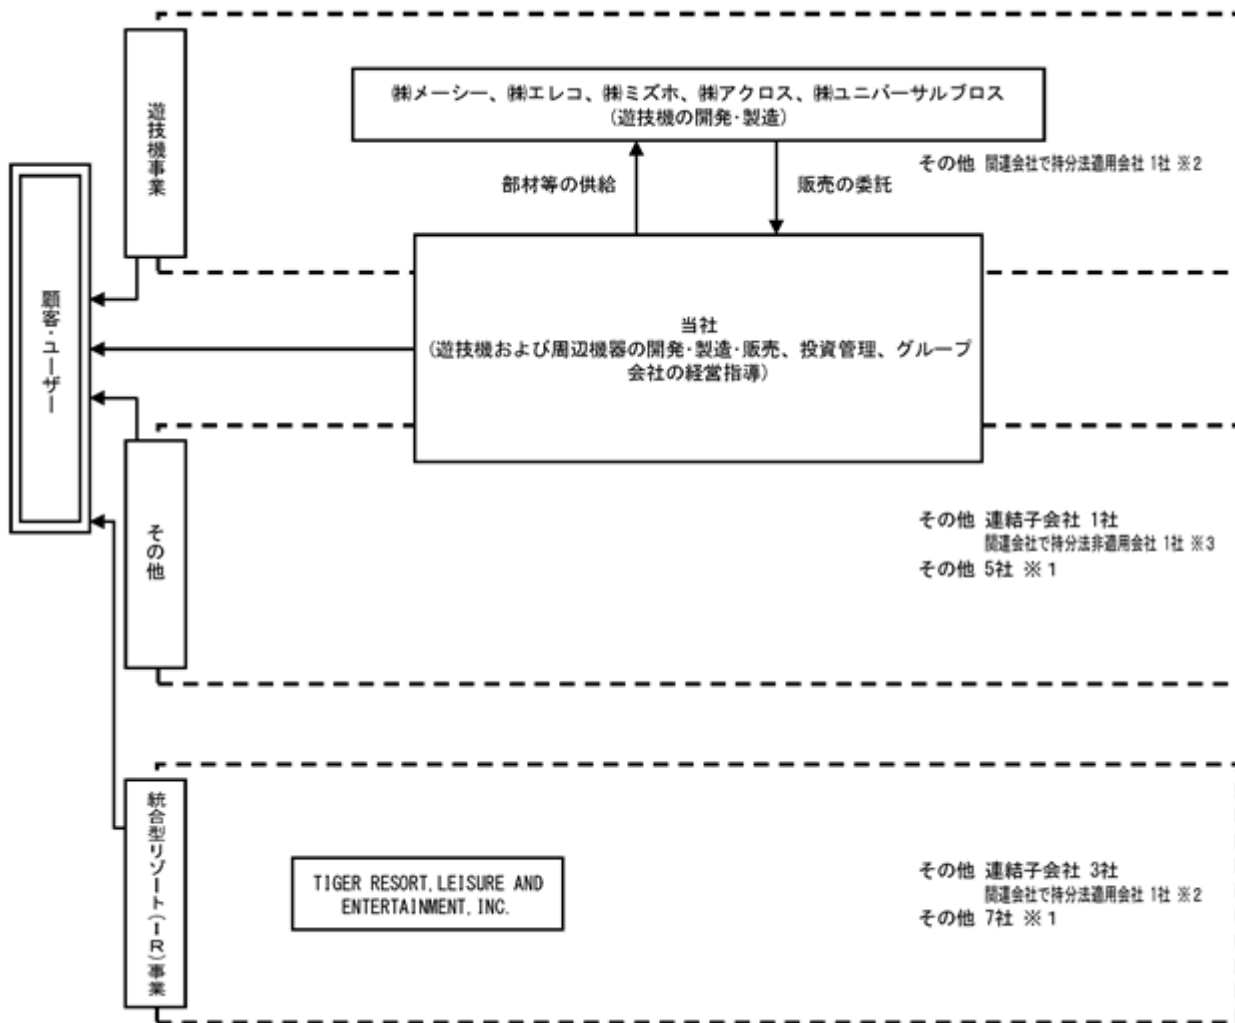 遊技機事業
㈱メーシー、㈱エレコ、㈱ミズホ、㈱アクロス、㈱ユニバーサルブロス
(遊技機の開発・製造)
その他 関連会社で持分法適用会社 1社 ※2
部材等の供給
販売の委託
顧客・ユーザー
当社
(遊技機および周辺機器の開発・製造・販売、投資管理、グループ
会社の経営指導)
その他
その他 連結子会社 1社
関連会社で持分法非適用会社 1社 ※3
その他 5社 ※1
統合型リゾート(IR)事業
TIGER RESORT, LEISURE AND
ENTERTAINMENT, INC.
その他 連結子会社 3社
関連会社で持分法適用会社 1社 ※2
その他 7社 ※1